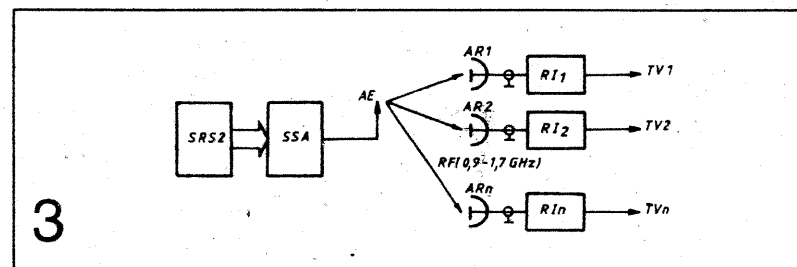 AR1
RI1
TV1
AE
AR2
SRS2
SSA
RI2
TV2
RF(0,9-1,7 GHz)
ARn
RIn
TVn
3